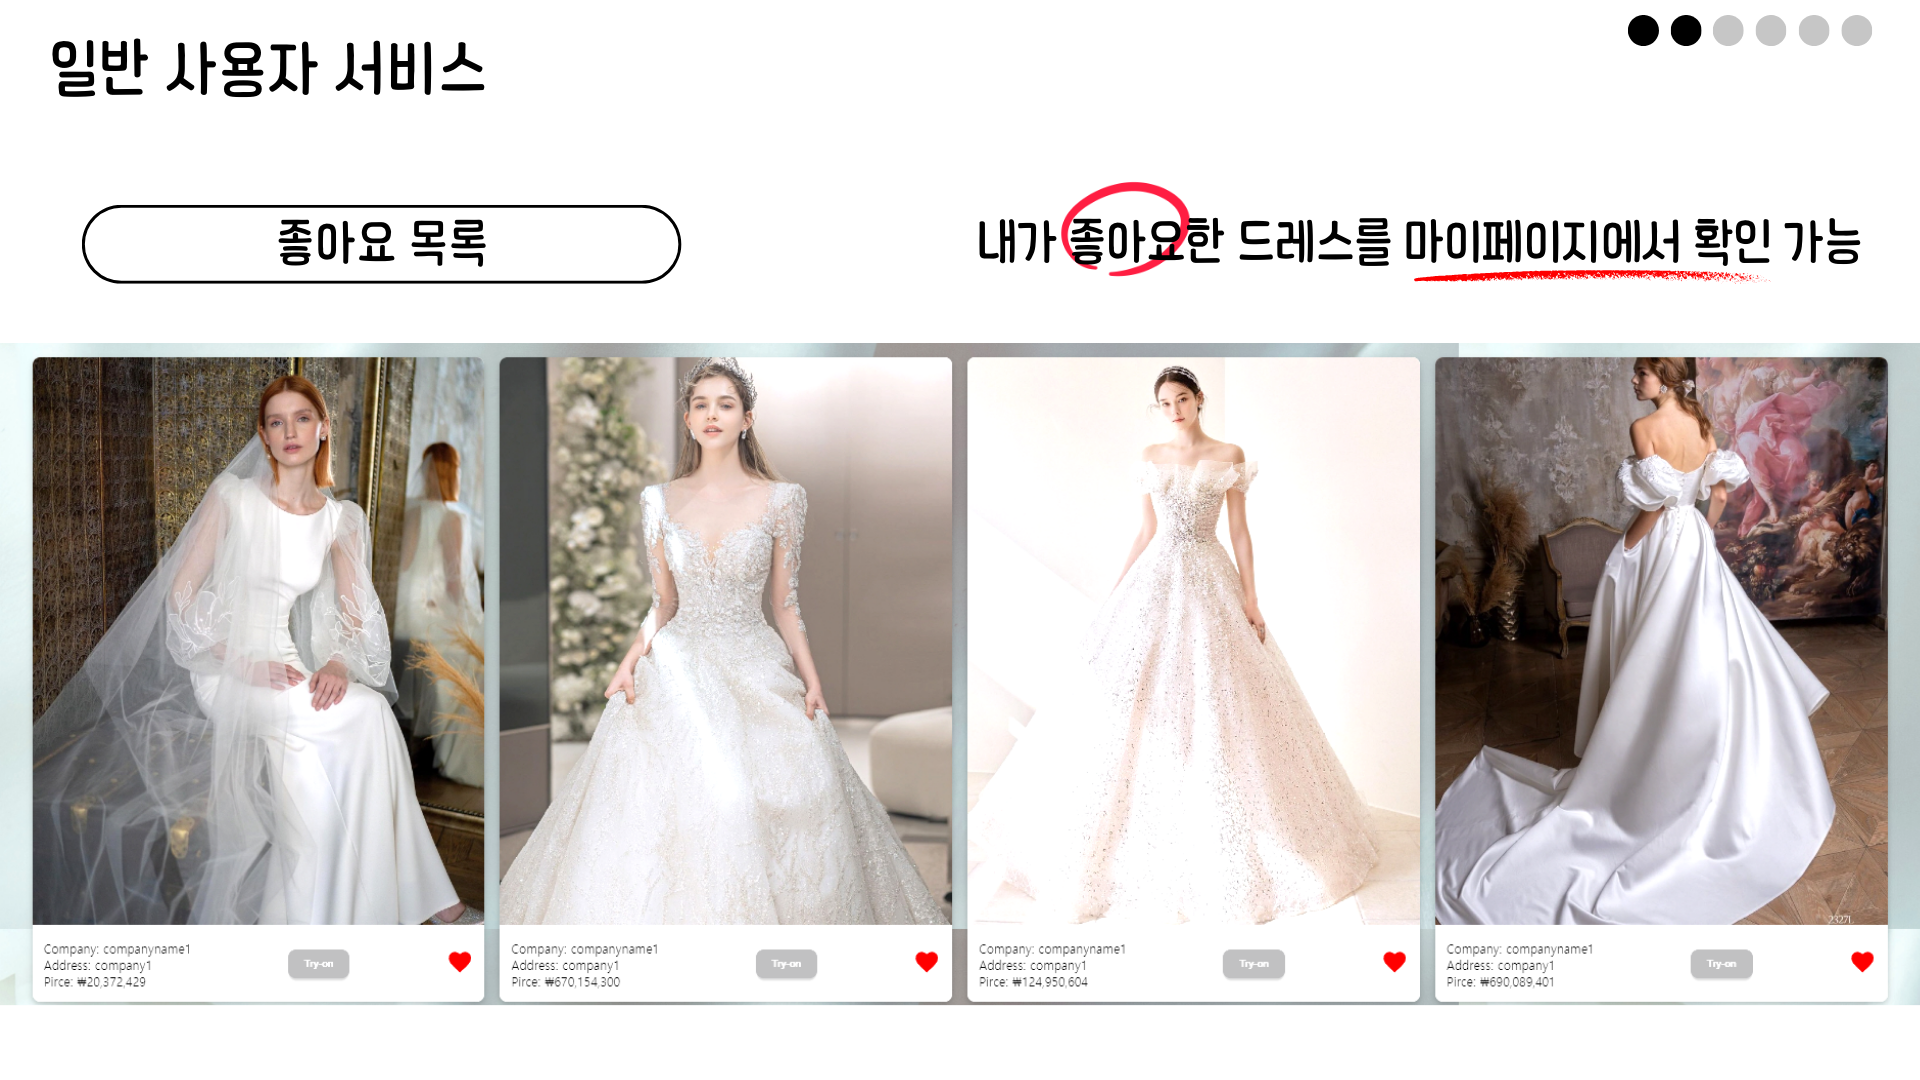 일반 사용자 서비스
좋아요 목록
내가 좋아요한 드레스를 마이페이지에서 확인 가능
23271
Company: companyname1
Address: company1
Pirce: ₩20,372,429
Try-on
Company: companyname1
Address: company1
Pirce: ₩670,154,300
Try-on
Company: companyname1
Address: company1
Pirce: ₩124,950,604
Try-on
Company: companyname1
Address: company1
Pirce: ₩690,089,401
Try-on